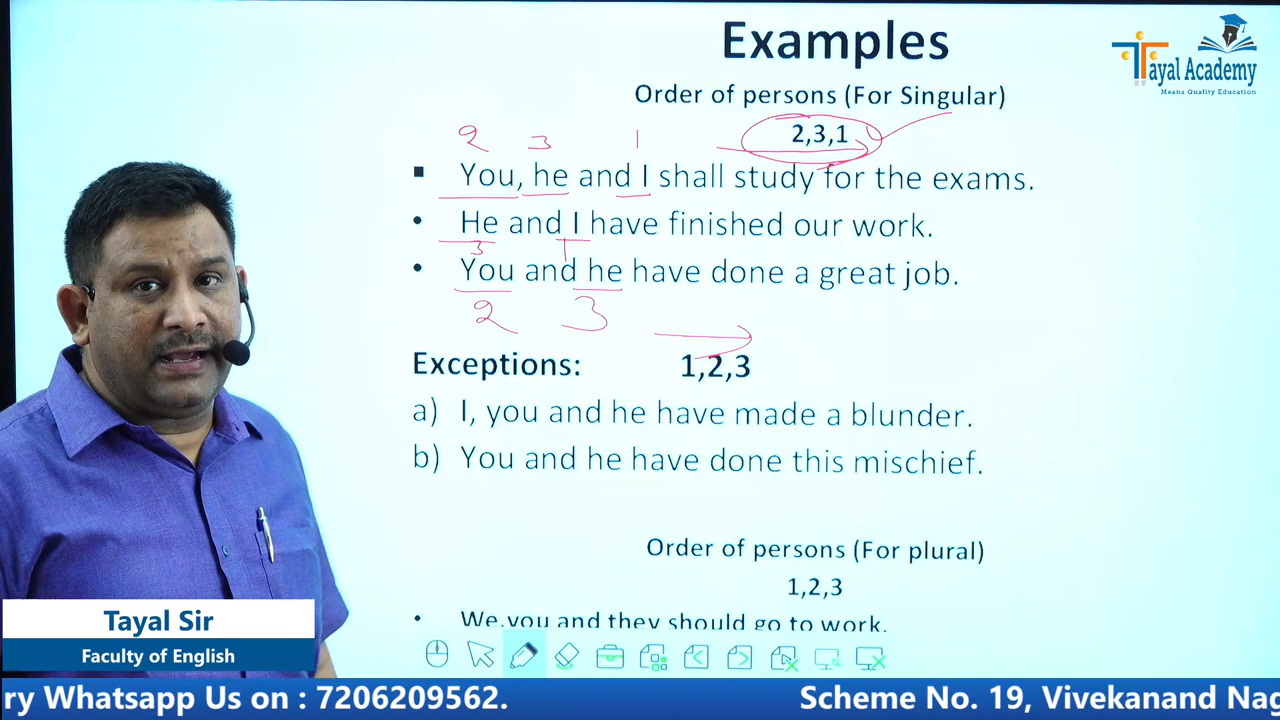 Examples
Tayal Academy
Means Quality Education
Order of persons (For Singular)
2,3,1
2 3 1
▪ You, he and I shall study for the exams.
• He and I have finished our work.
3 1
• You and he have done a great job.
2 3
Exceptions: 1,2,3
a) I, you and he have made a blunder.
b) You and he have done this mischief.
Order of persons (For plural)
1,2,3
• We,you and they should go to work.
Tayal Sir
Faculty of English
ry Whatsapp Us on : 7206209562. Scheme No. 19, Vivekanand Nag